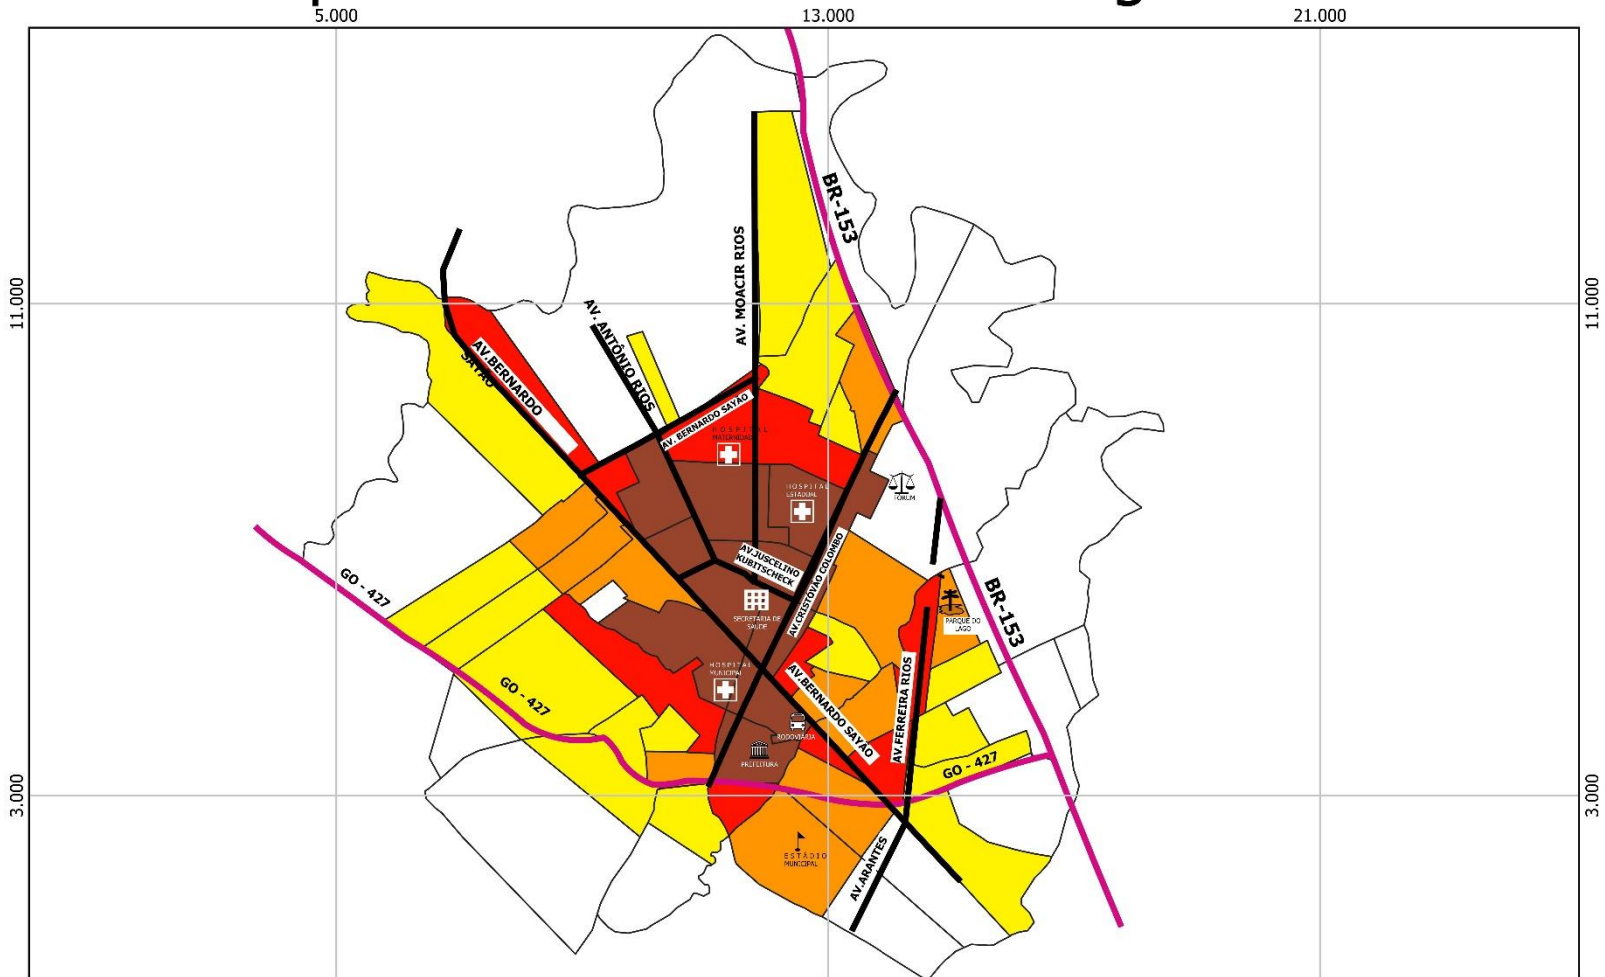 5.000
13.000
21.000
BR-153
11.000
11.000
AV. MOACIR RIOS
AV. ANTÔNIO RIOS
AV.BERNARDO
SAYÃO
AV. BERNARDO SAYÃO
HOSPITAL
MATERNIDADE
HOSPITAL
ESTADUAL
FÓRUM
AV.JUSCELINO
KUBITSCHECK
AV.CRISTOVÃO COLOMBO
GO - 427
SECRETARIA DE
SAÚDE
PARQUE DO
LAGO
BR-153
HOSPITAL
MUNICIPAL
GO - 427
AV.BERNARDO SAYÃO
AV.FERREIRA RIOS
RODOVIÁRIA
PREFEITURA
GO - 427
3.000
3.000
ESTÁDIO
MUNICIPAL
AV.ARANTES